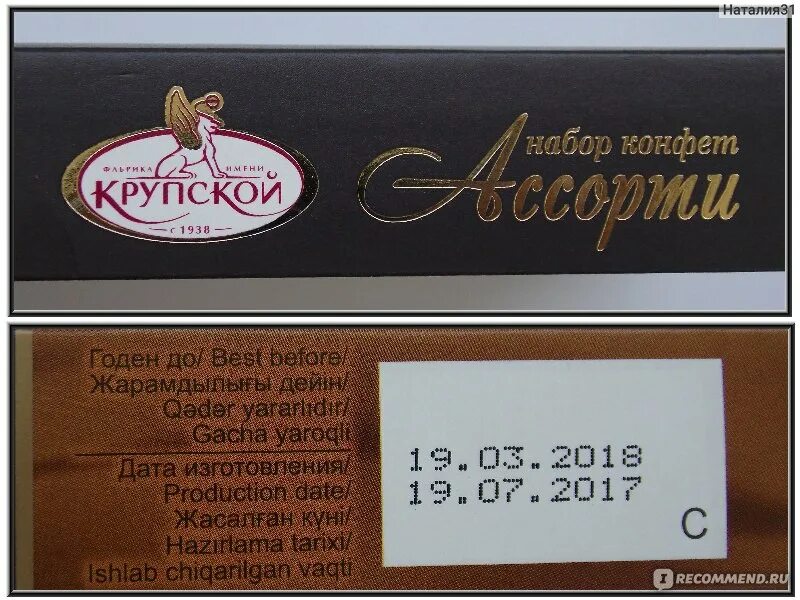 Наталия31
ФАБРИКА ИМЕНИ
КРУПСКОЙ
с 1938
набор конфет
Ассорти
Годен до/ Best before/
Жарамдылығы дейін/
Qədər yararlıdır/
Gacha yaroqli
Дата изготовления/
Production date/
Жасалған күні/
Hazırlama tarixi/
Ishlab chiqarilgan vaqti
19.03.2018
19.07.2017
C
IRECOMMEND.RU